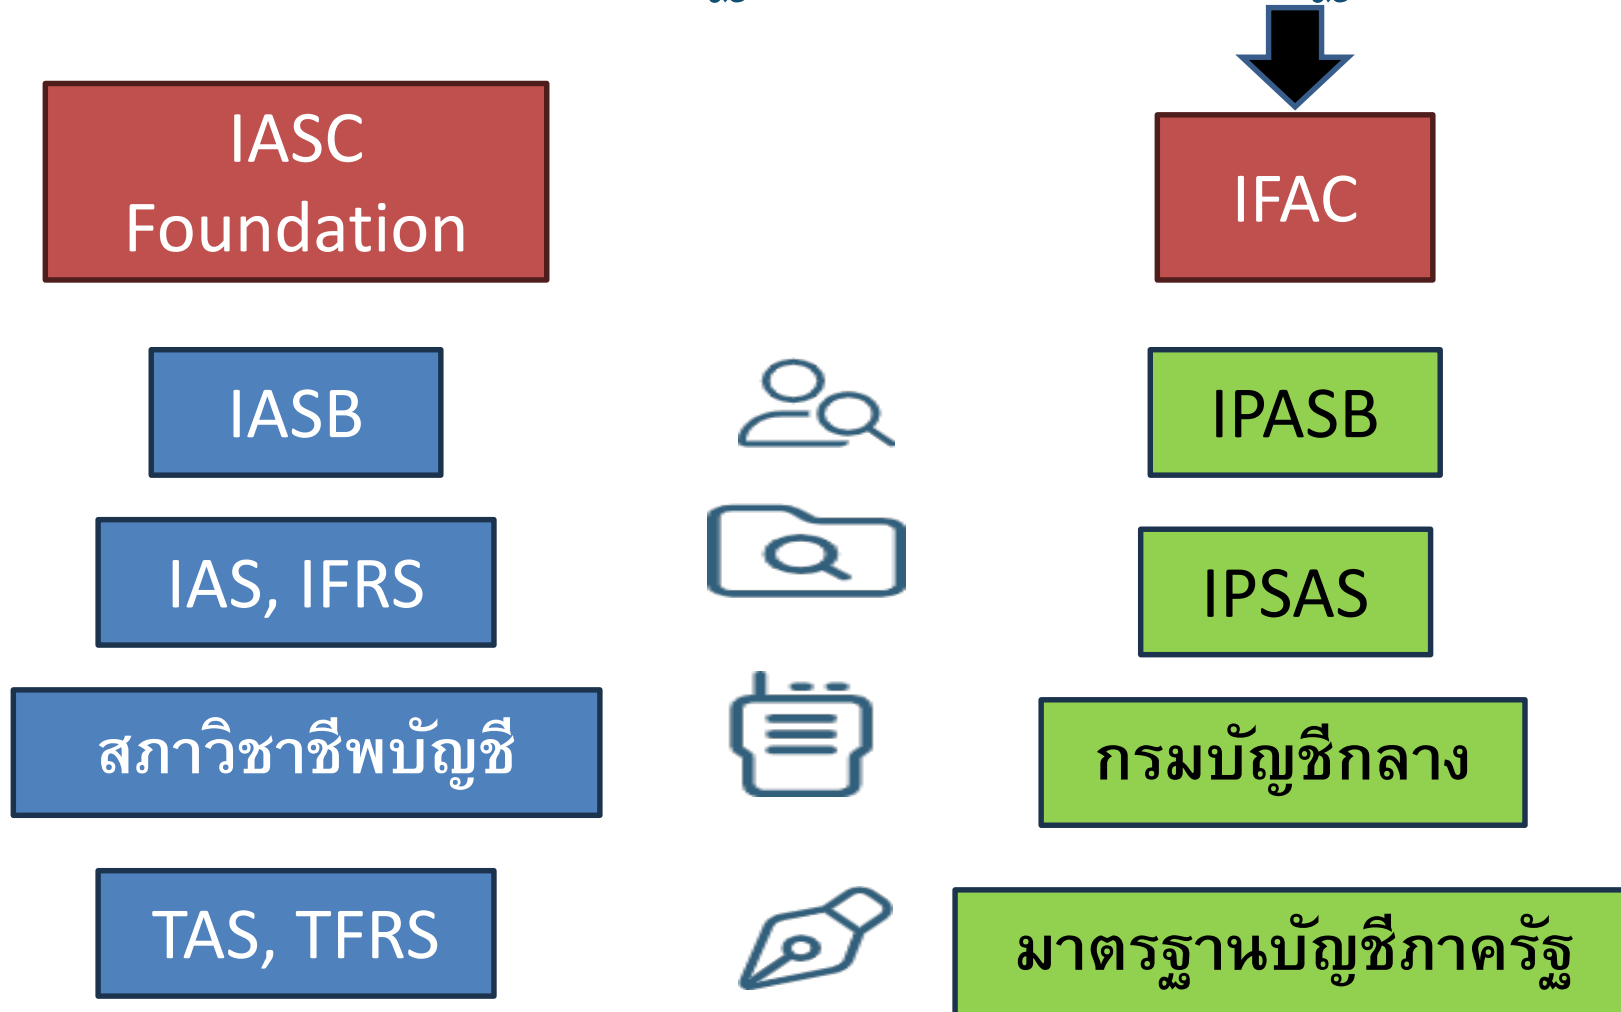 IASC
Foundation
IFAC
IASB
IPASB
IAS, IFRS
IPSAS
สภาวิชาชีพบัญชี
กรมบัญชีกลาง
TAS, TFRS
มาตรฐานบัญชีภาครัฐ